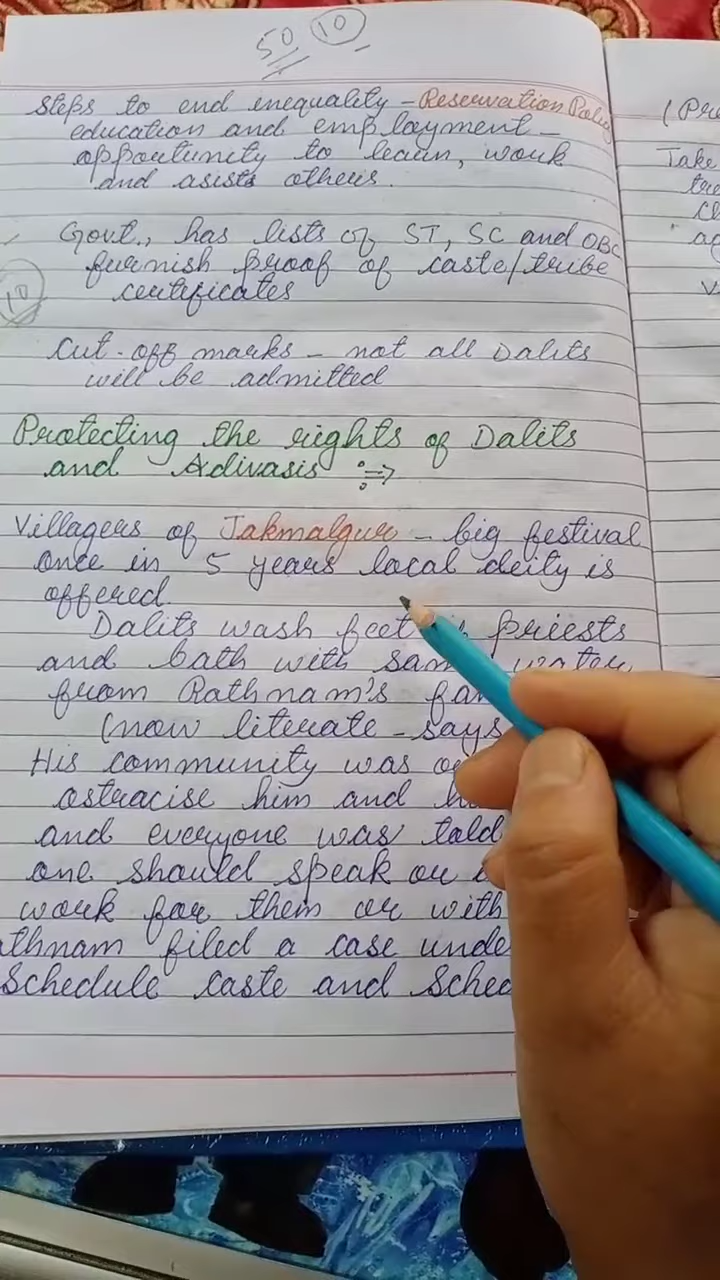 50 10
Steps to end inequality - Reservation Policy
education and employment -
opportunity to learn, work
and asists others.
Govt., has lists of ST, SC and OBC
furnish proof of caste/tribe
10
certificates
Cut-off marks - not all Dalits
will be admitted
Protecting the rights of Dalits
and Adivasis :⇒
Villagers of Jakmalgur - big festival
once in 5 years local deity is
offered.
Dalits wash feet priests
and bath with water
from Rathnam's
(now literate - says
His community was
ostracise him and
and everyone was told
one should speak or
work for them or with
thnam filed a case
Schedule caste and
(Pre
Take